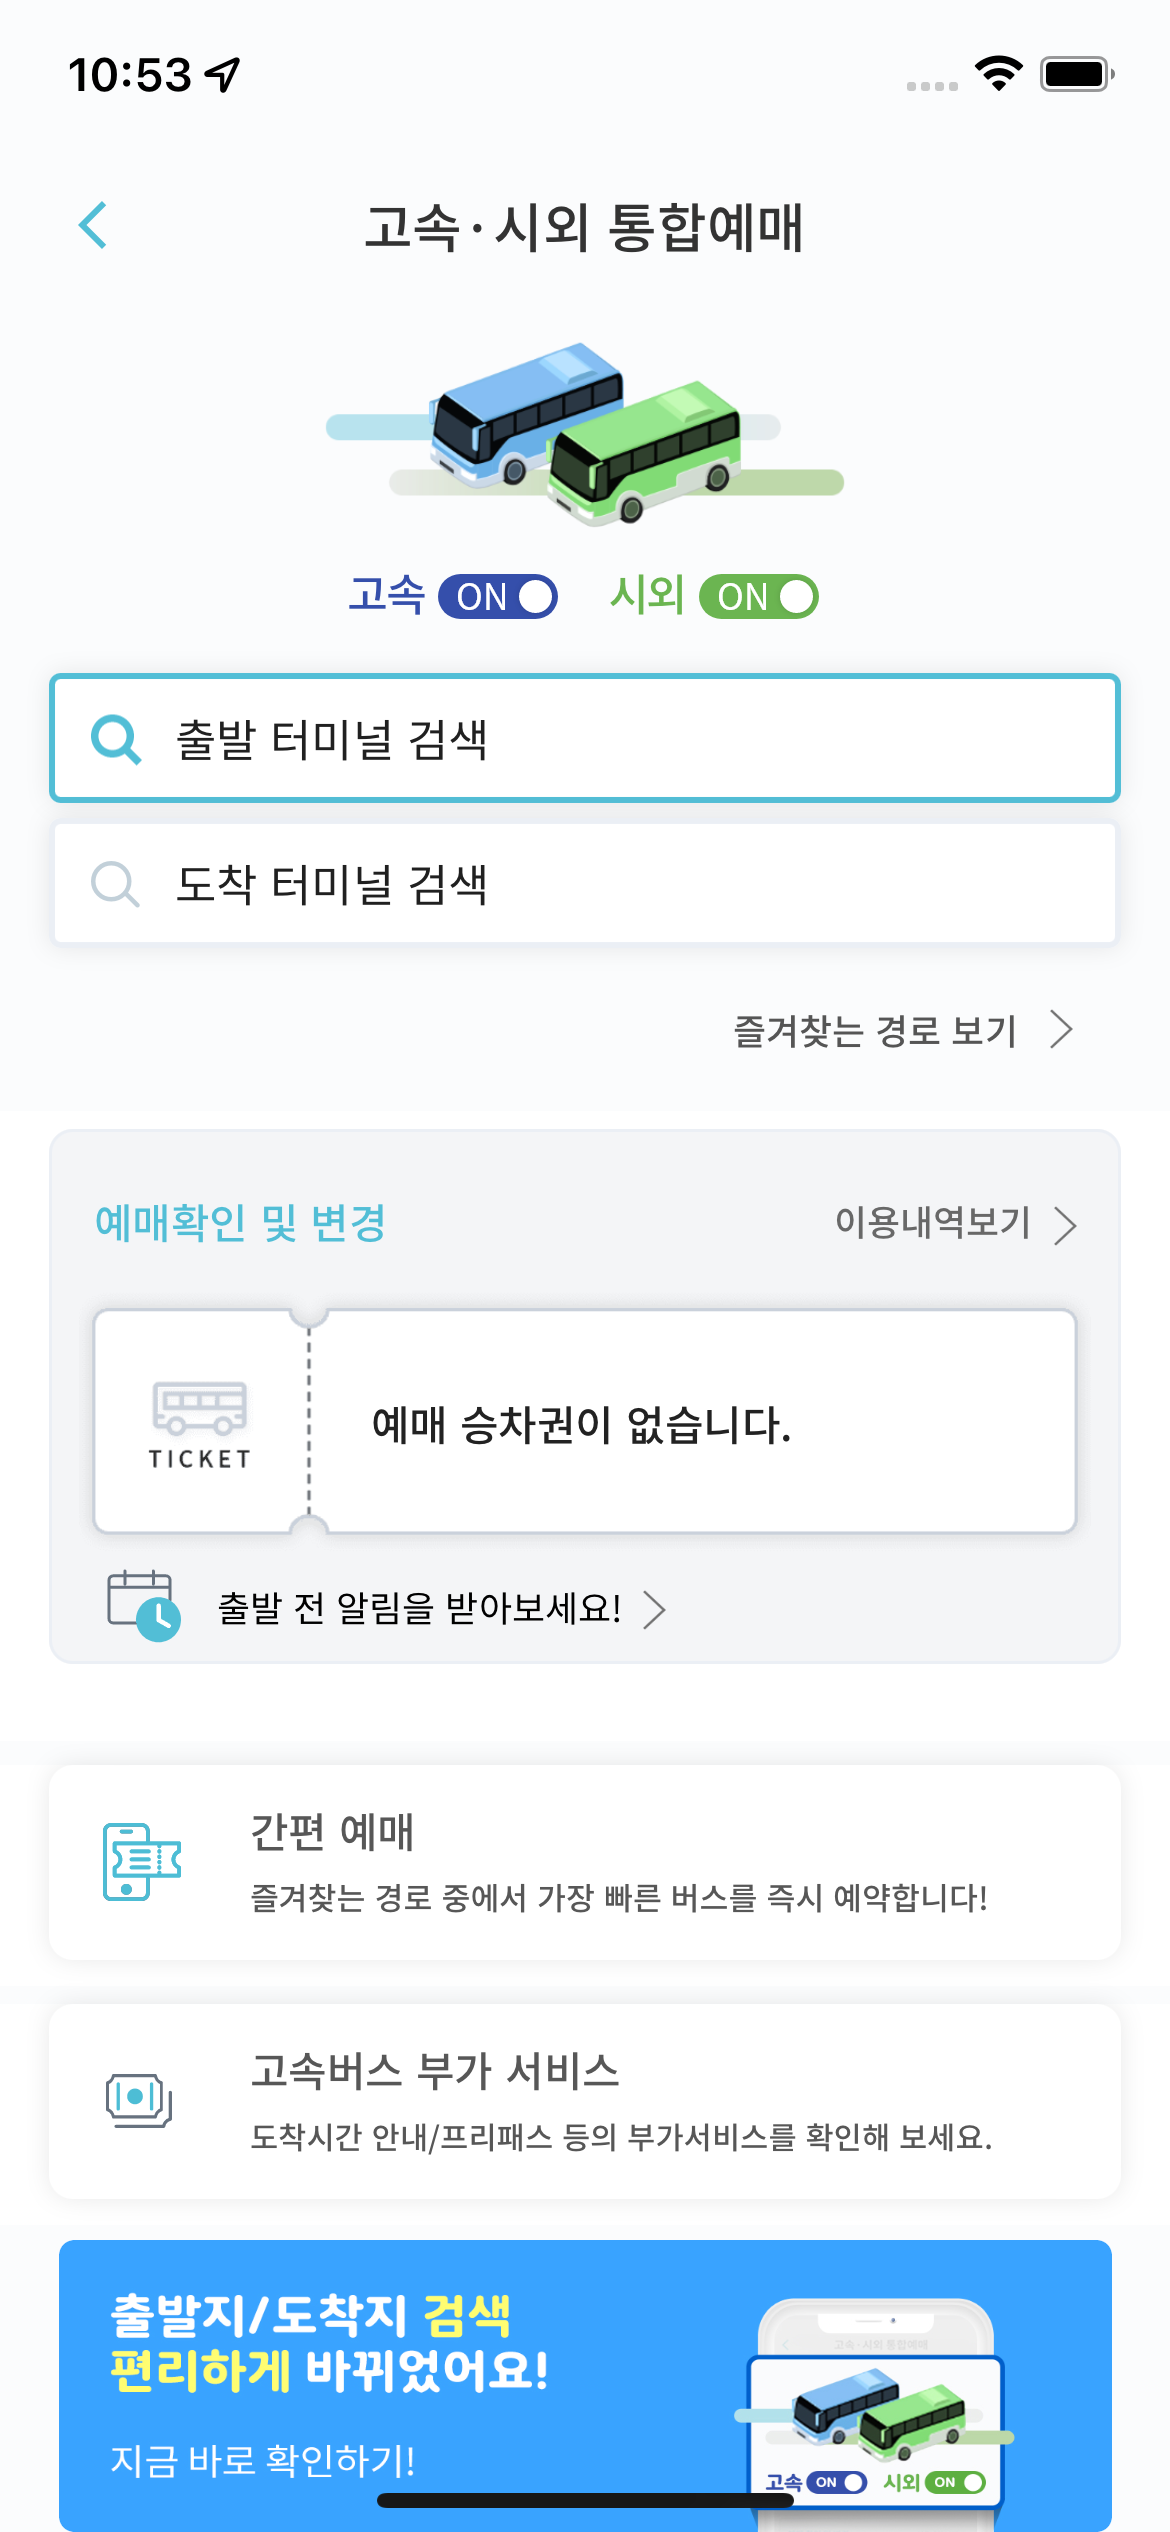 10:53
고속·시외 통합예매
고속 ON 시외 ON
출발 터미널 검색
도착 터미널 검색
즐겨찾는 경로 보기
예매확인 및 변경
이용내역보기
TICKET
예매 승차권이 없습니다.
출발 전 알림을 받아보세요!
간편 예매
즐겨찾는 경로 중에서 가장 빠른 버스를 즉시 예약합니다!
고속버스 부가 서비스
도착시간 안내/프리패스 등의 부가서비스를 확인해 보세요.
출발지/도착지 검색
편리하게 바뀌었어요!
지금 바로 확인하기!
고속·시외 통합예매
고속 ON 시외 ON